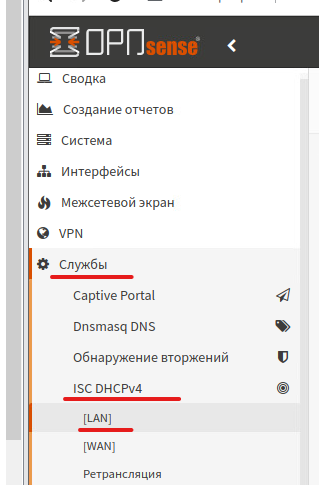 OPNsense®
Сводка
Создание отчетов
Система
Интерфейсы
Межсетевой экран
VPN
Службы
Captive Portal
Dnsmasq DNS
Обнаружение вторжений
ISC DHCPv4
[LAN]
[WAN]
Ретрансляция